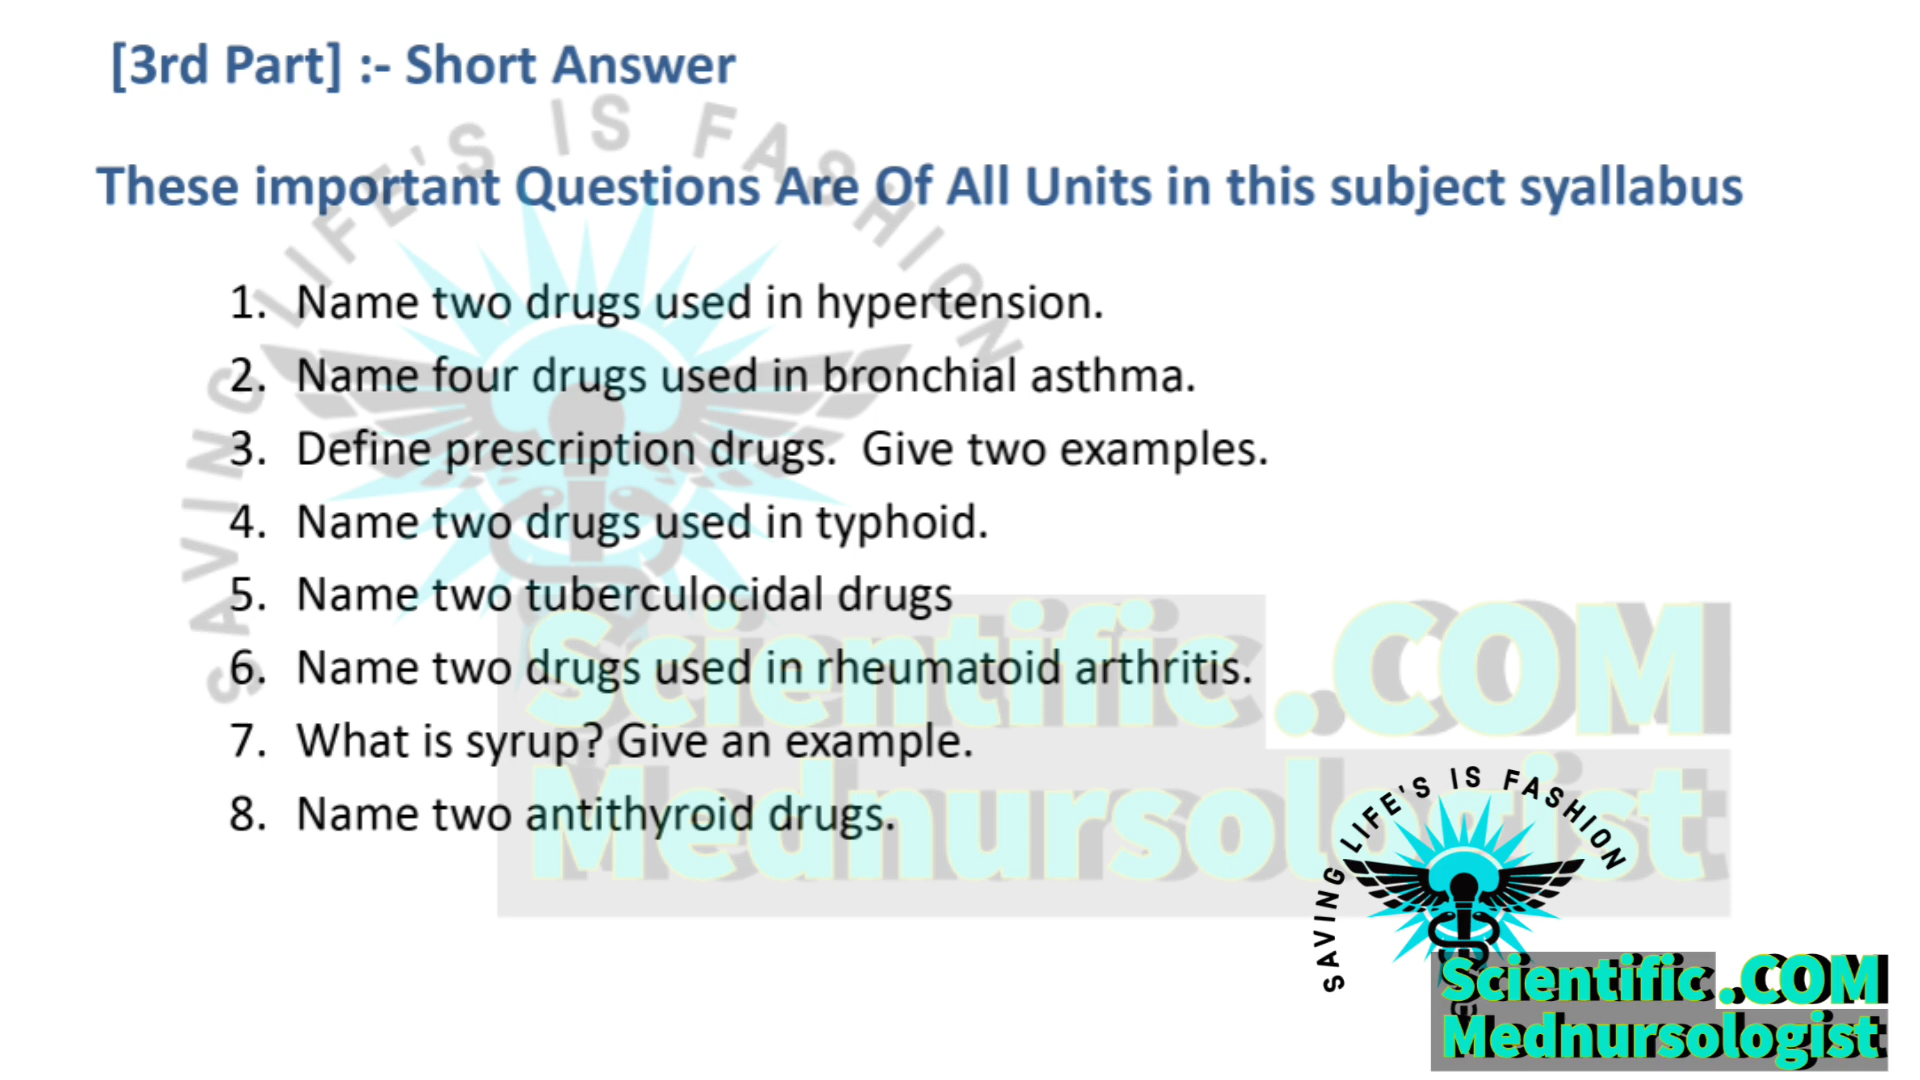 [3rd Part] :- Short Answer
These important Questions Are Of All Units in this subject syallabus
1. Name two drugs used in hypertension.
2. Name four drugs used in bronchial asthma.
3. Define prescription drugs. Give two examples.
4. Name two drugs used in typhoid.
5. Name two tuberculocidal drugs
6. Name two drugs used in rheumatoid arthritis.
7. What is syrup? Give an example.
8. Name two antithyroid drugs.
SAVING LIFE'S IS FASHION
Scientific .COM
Mednursologist
SAVING LIFE'S IS FASHION
Scientific .COM
Mednursologist